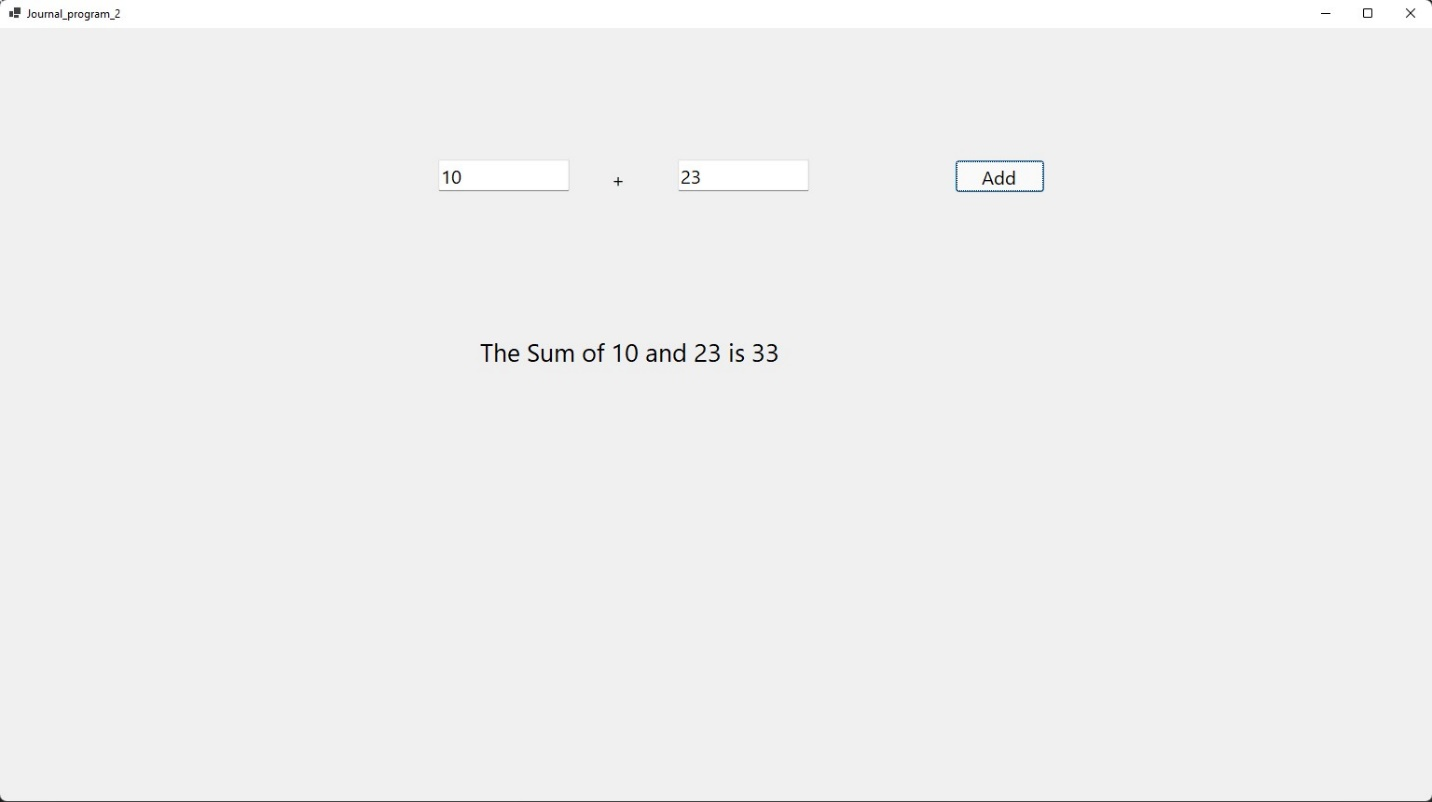 Journal_program_2
10 + 23 Add
The Sum of 10 and 23 is 33